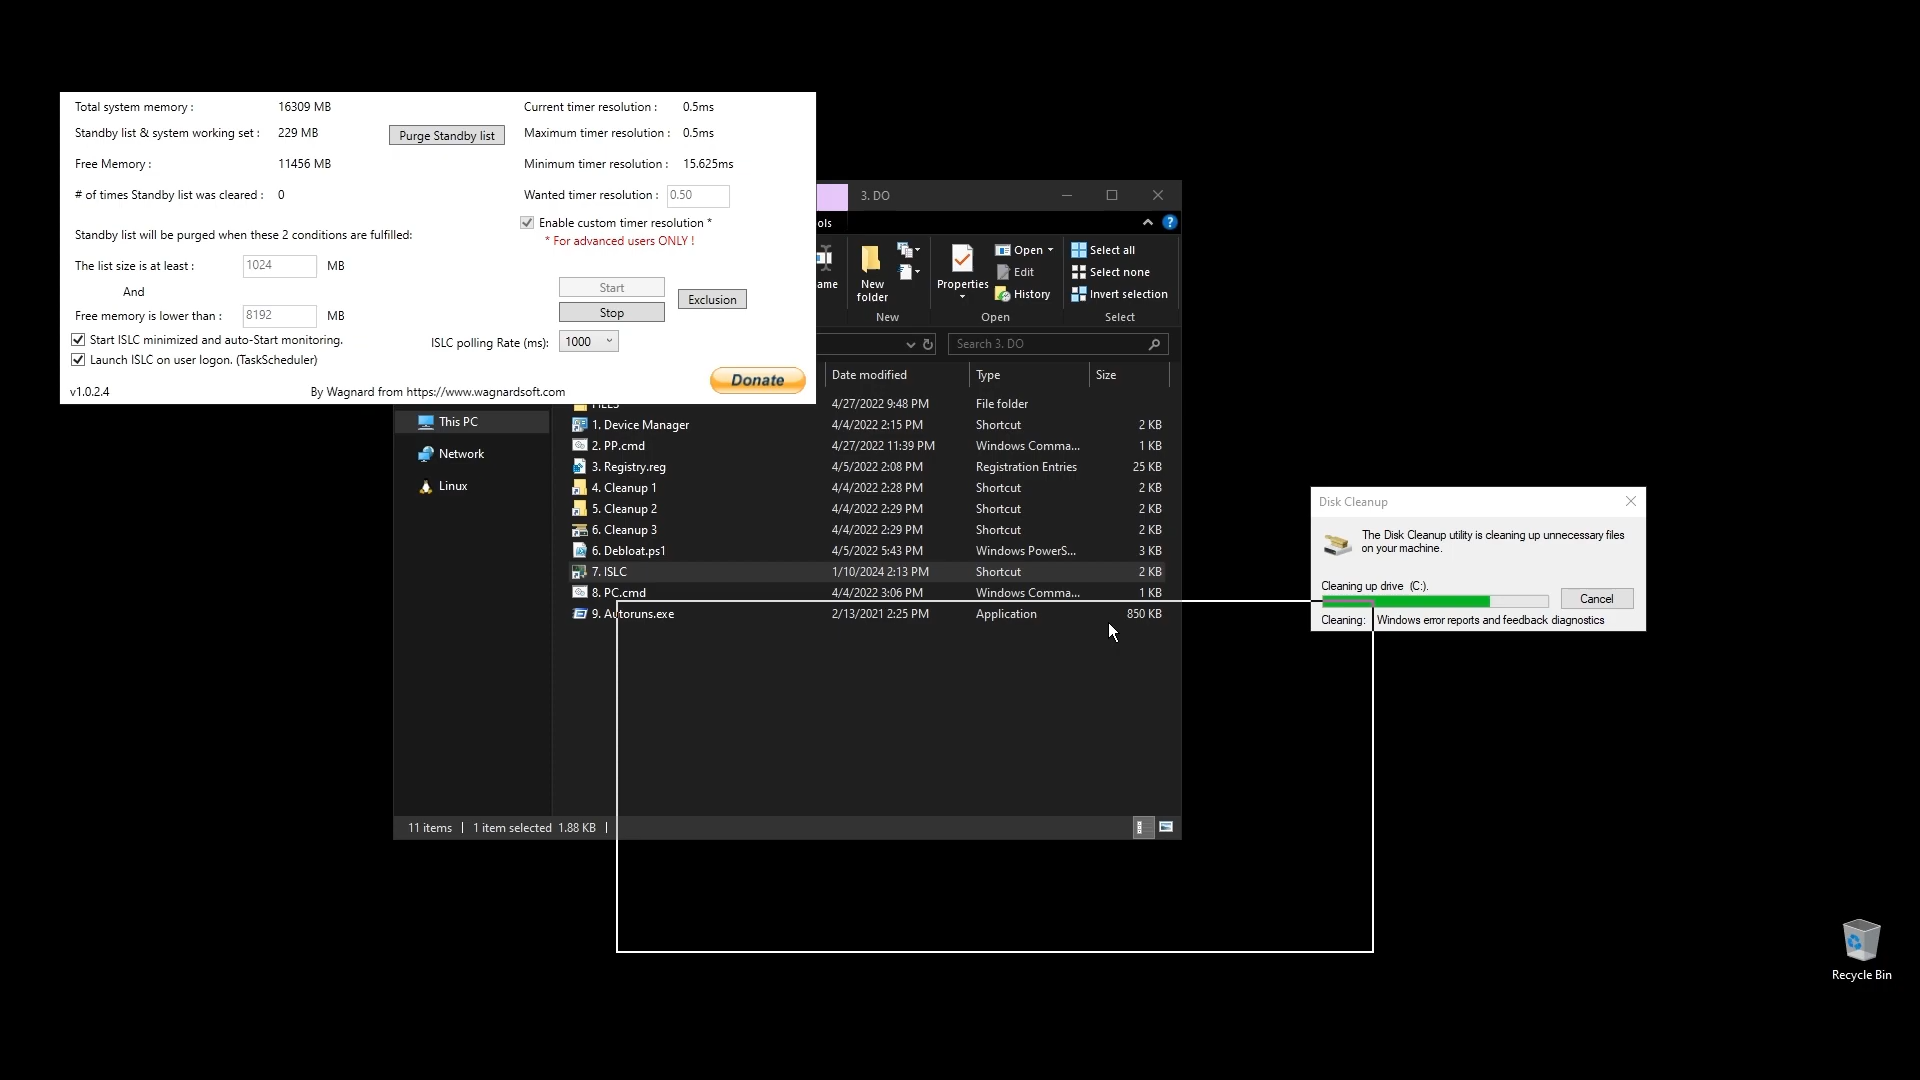 Total system memory : 16309 MB
Standby list & system working set : 229 MB
Purge Standby list
Free Memory : 11456 MB
# of times Standby list was cleared : 0
Standby list will be purged when these 2 conditions are fulfilled:
The list size is at least : 1024 MB
And
Free memory is lower than : 8192 MB
Start ISLC minimized and auto-Start monitoring.
Launch ISLC on user logon. (TaskScheduler)
v1.0.2.4
By Wagnard from https://www.wagnardsoft.com
Current timer resolution : 0.5ms
Maximum timer resolution : 0.5ms
Minimum timer resolution : 15.625ms
Wanted timer resolution : 0.50
Enable custom timer resolution *
* For advanced users ONLY !
Start
Stop
Exclusion
ISLC polling Rate (ms): 1000
Donate
3. DO
ols
?
ame
New
folder
New
Properties
Open
Edit
History
Open
Select all
Select none
Invert selection
Select
Search 3. DO
Date modified Type Size
This PC
Network
Linux
4/27/2022 9:48 PM File folder
1. Device Manager 4/4/2022 2:15 PM Shortcut 2 KB
2. PP.cmd 4/27/2022 11:39 PM Windows Comma... 1 KB
3. Registry.reg 4/5/2022 2:08 PM Registration Entries 25 KB
4. Cleanup 1 4/4/2022 2:28 PM Shortcut 2 KB
5. Cleanup 2 4/4/2022 2:29 PM Shortcut 2 KB
6. Cleanup 3 4/4/2022 2:29 PM Shortcut 2 KB
6. Debloat.ps1 4/5/2022 5:43 PM Windows PowerS... 3 KB
7. ISLC 1/10/2024 2:13 PM Shortcut 2 KB
8. PC.cmd 4/4/2022 3:06 PM Windows Comma... 1 KB
9. Autoruns.exe 2/13/2021 2:25 PM Application 850 KB
11 items 1 item selected 1.88 KB
Disk Cleanup
The Disk Cleanup utility is cleaning up unnecessary files
on your machine.
Cleaning up drive (C:).
Cancel
Cleaning: Windows error reports and feedback diagnostics
Recycle Bin